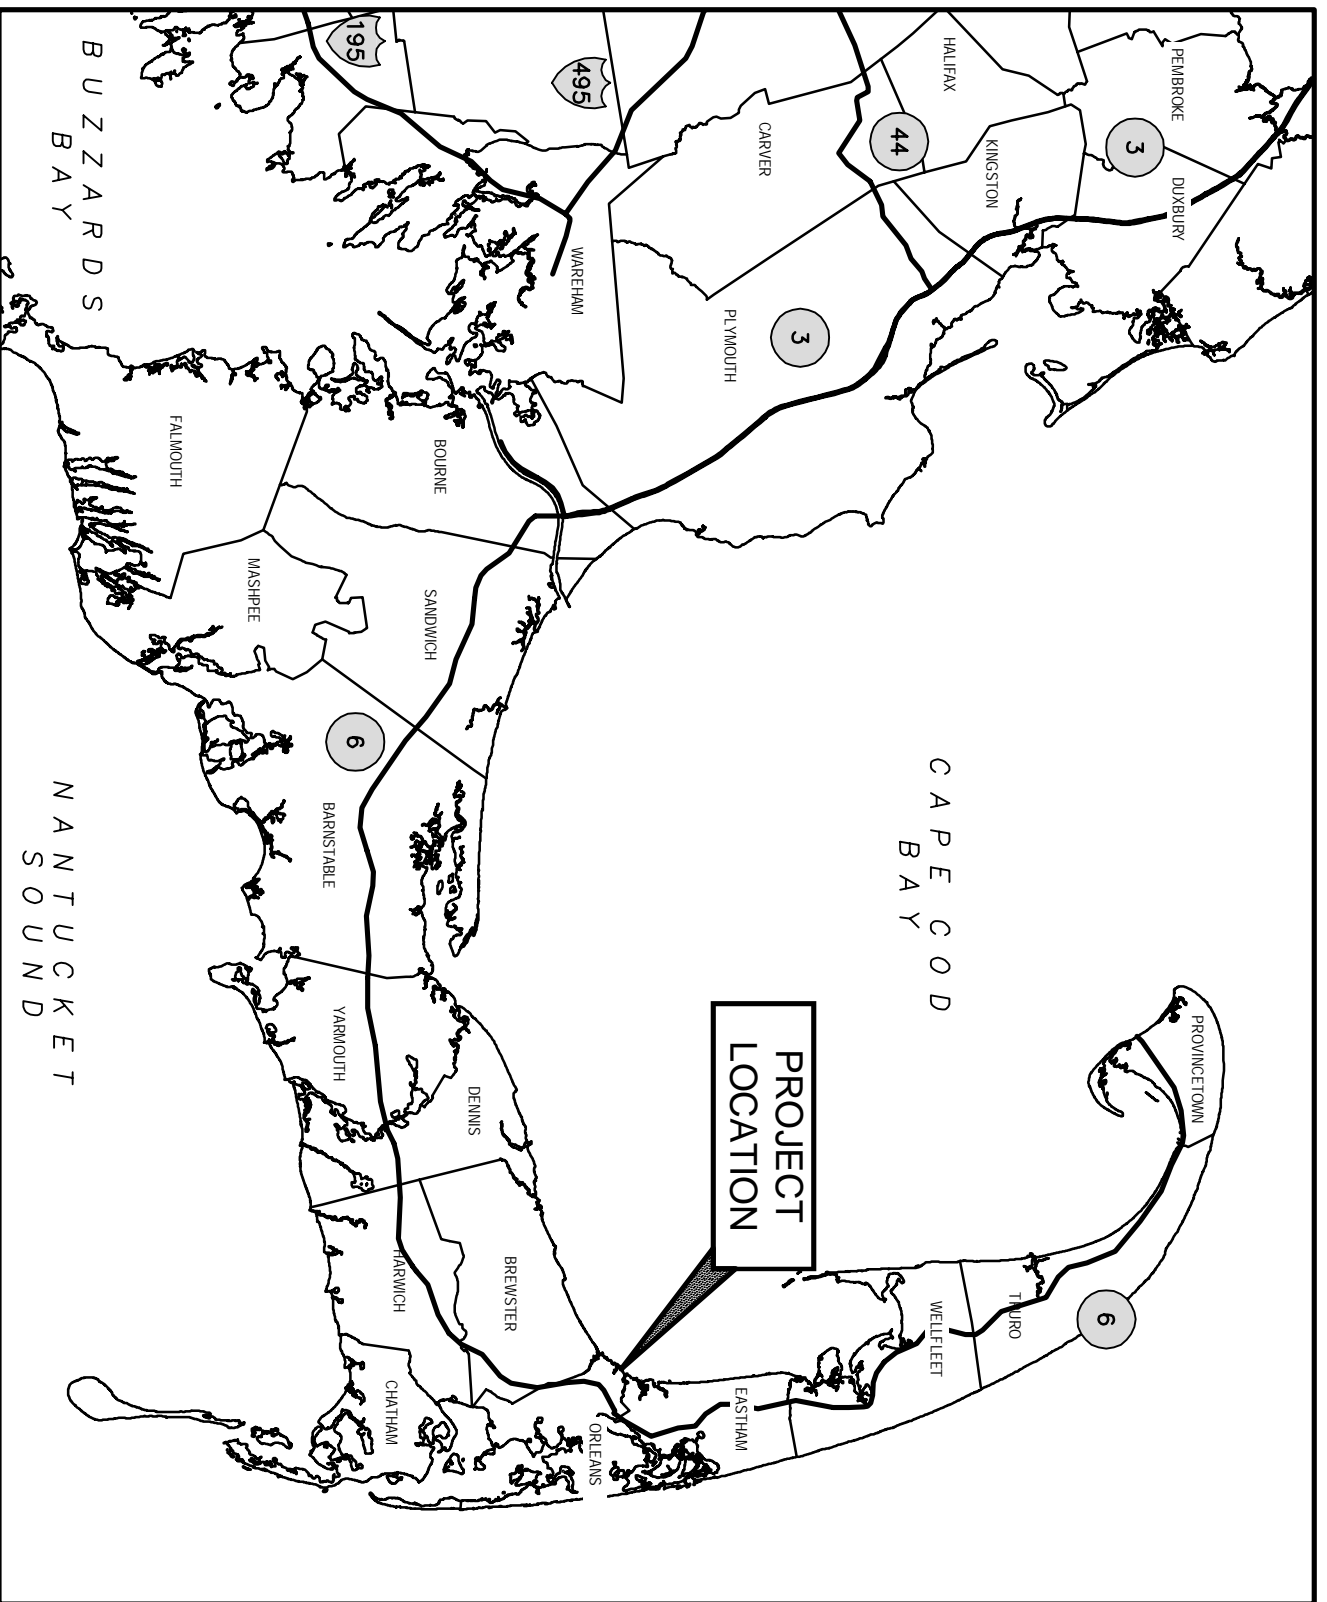 PEMBROKE
HALIFAX
195
495
3
DUXBURY
KINGSTON
44
CARVER
BUZZARDS
BAY
WAREHAM
PLYMOUTH
3
FALMOUTH
BOURNE
MASHPEE
SANDWICH
6
BARNSTABLE
CAPE COD
BAY
NANTUCKET
SOUND
PROVINCETOWN
YARMOUTH
DENNIS
PROJECT
LOCATION
HARWICH
BREWSTER
WELLFLEET
TRURO
6
CHATHAM
ORLEANS
EASTHAM